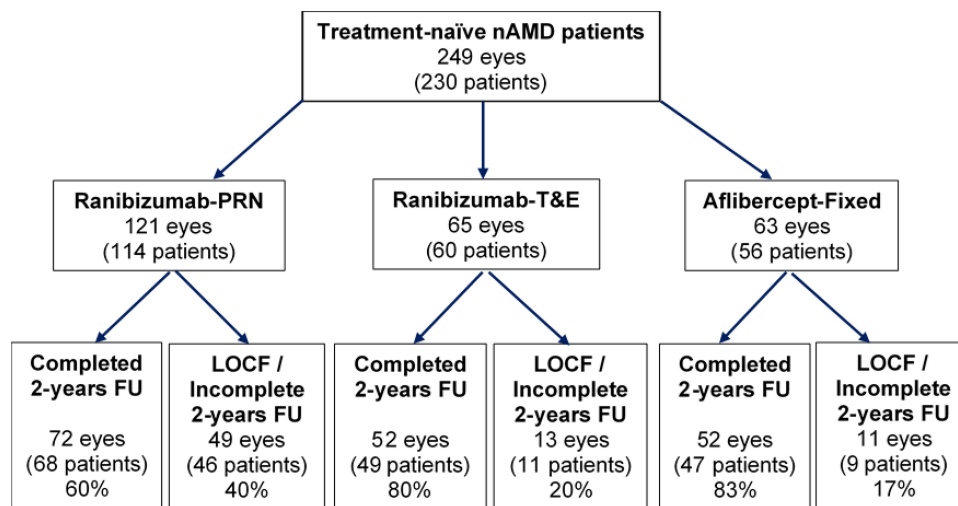 Treatment-naïve nAMD patients
249 eyes
(230 patients)
Ranibizumab-PRN
121 eyes
(114 patients)
Ranibizumab-T&E
65 eyes
(60 patients)
Aflibercept-Fixed
63 eyes
(56 patients)
Completed
2-years FU
72 eyes
(68 patients)
60%
LOCF /
Incomplete
2-years FU
49 eyes
(46 patients)
40%
Completed
2-years FU
52 eyes
(49 patients)
80%
LOCF /
Incomplete
2-years FU
13 eyes
(11 patients)
20%
Completed
2-years FU
52 eyes
(47 patients)
83%
LOCF /
Incomplete
2-years FU
11 eyes
(9 patients)
17%